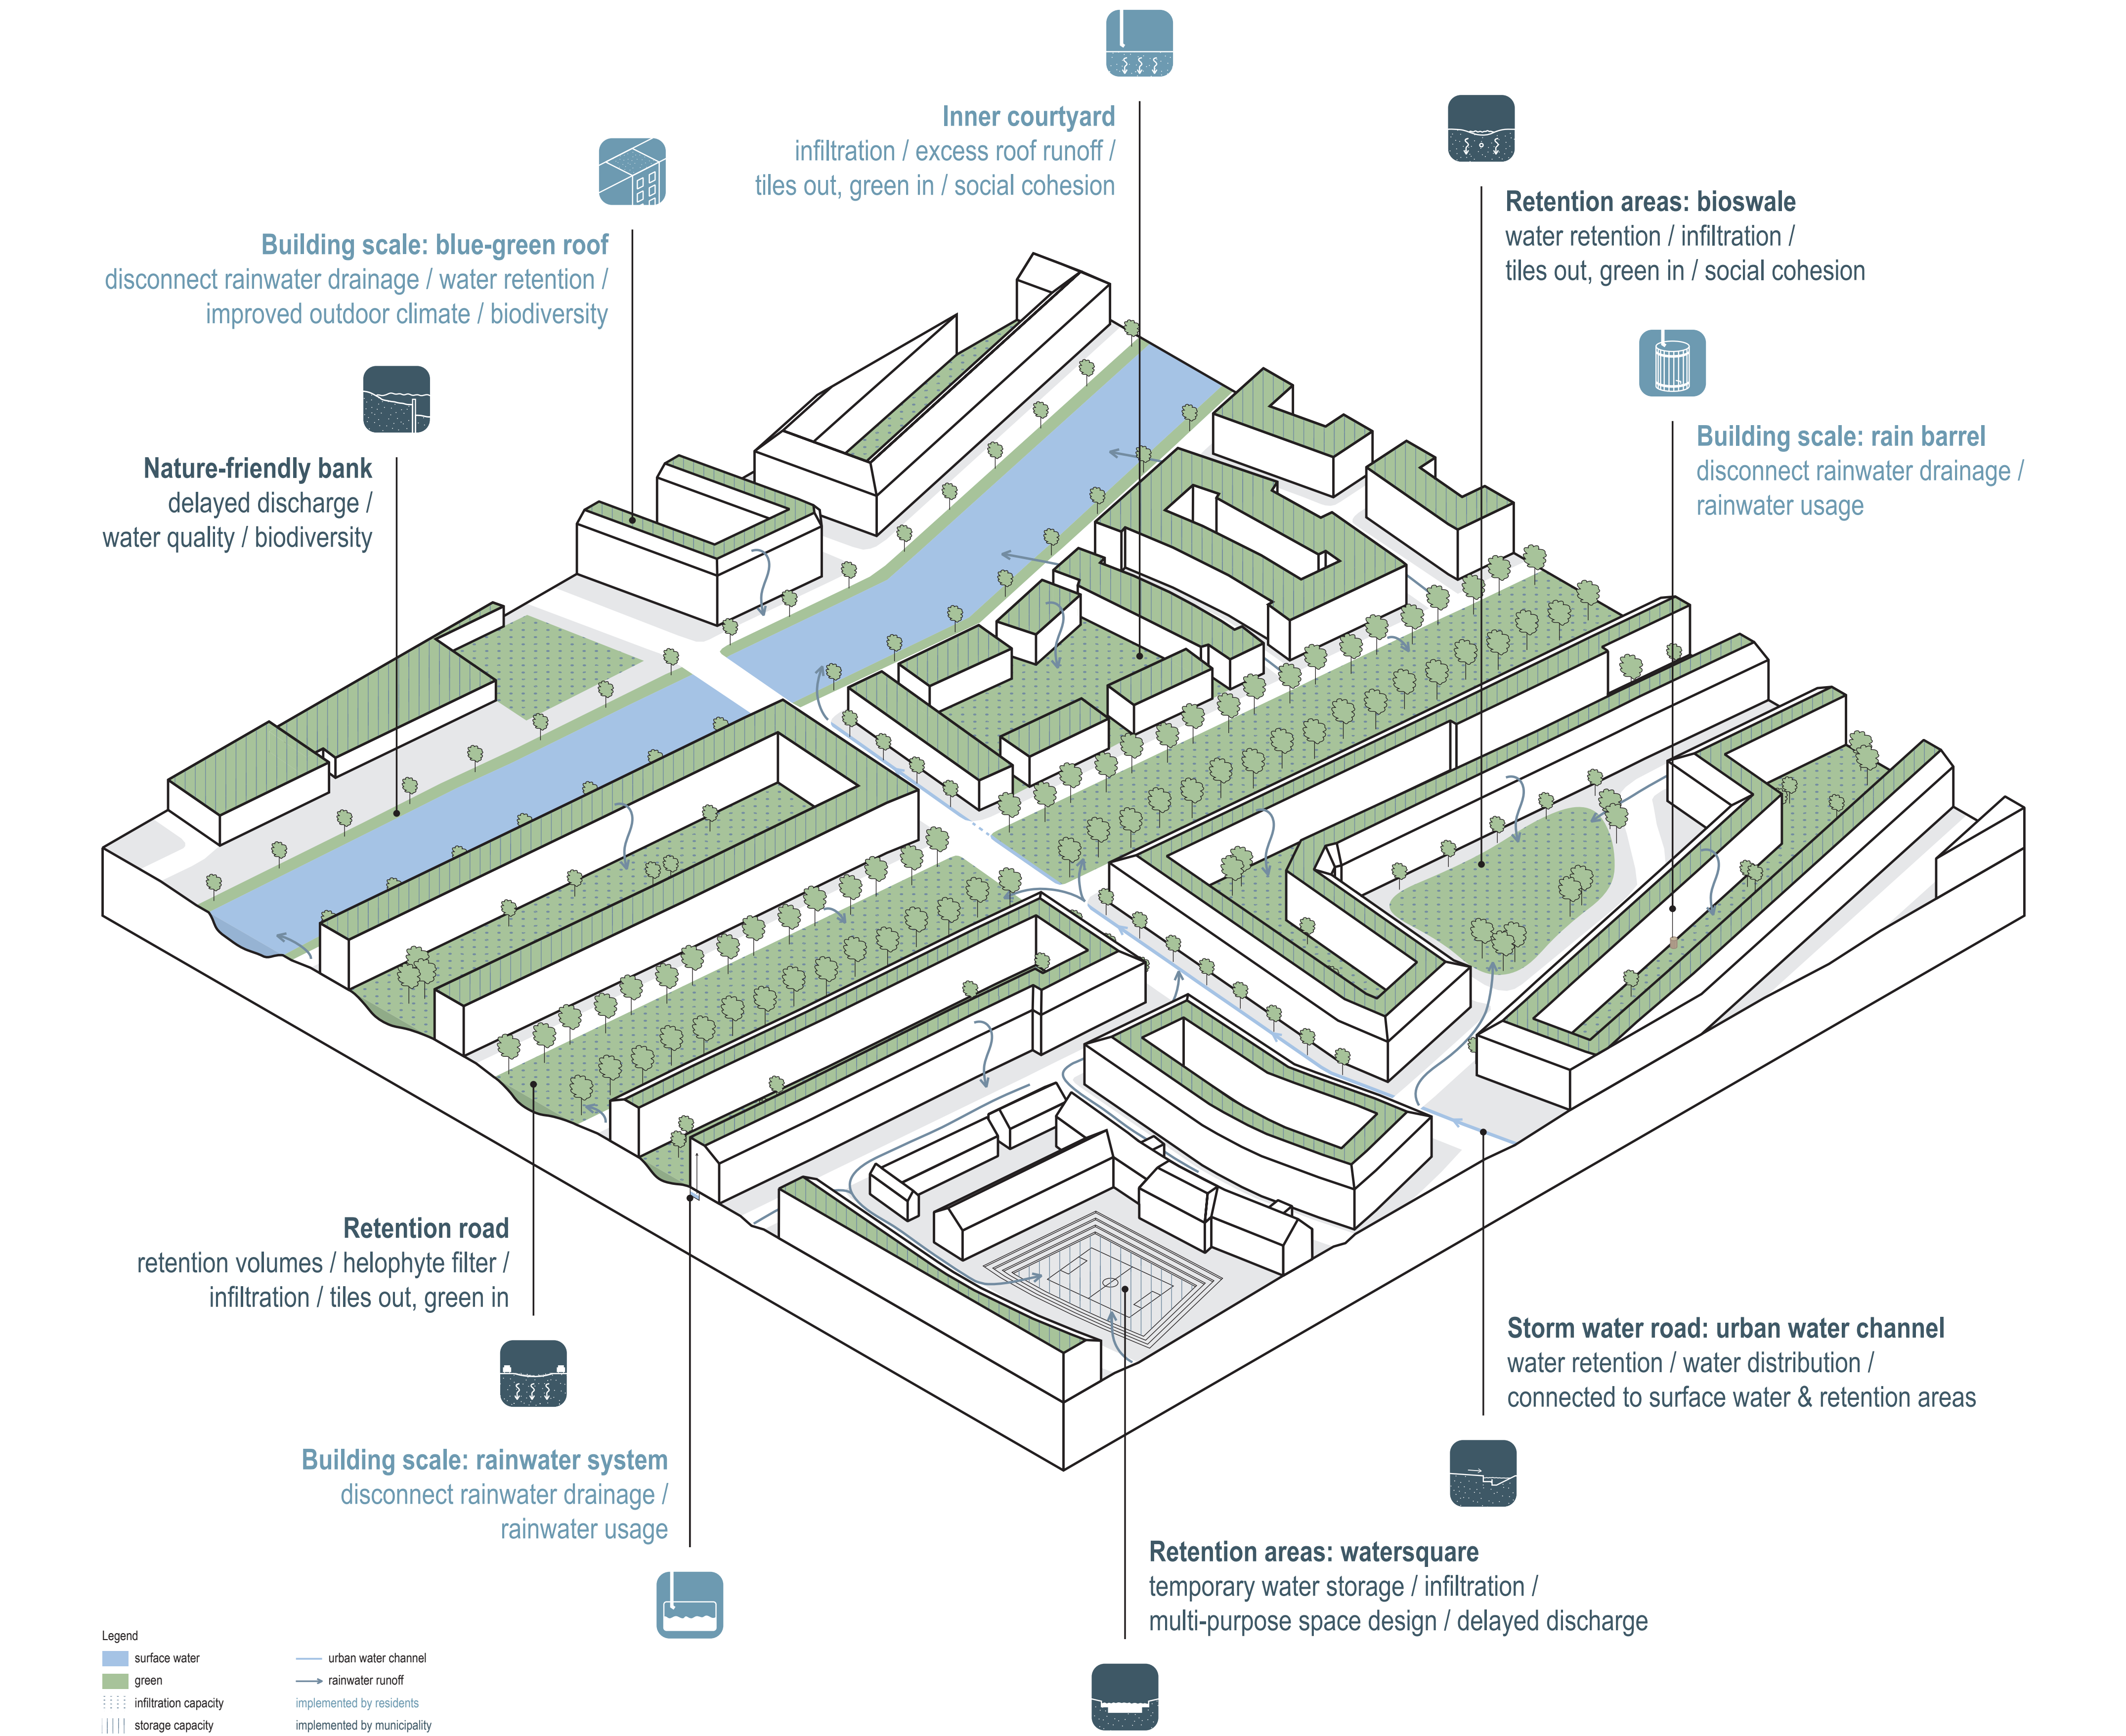 Inner courtyard
infiltration / excess roof runoff /
tiles out, green in / social cohesion
Retention areas: bioswale
water retention / infiltration /
tiles out, green in / social cohesion
Building scale: blue-green roof
disconnect rainwater drainage / water retention /
improved outdoor climate / biodiversity
Building scale: rain barrel
disconnect rainwater drainage /
rainwater usage
Nature-friendly bank
delayed discharge /
water quality / biodiversity
Retention road
retention volumes / helophyte filter /
infiltration / tiles out, green in
Storm water road: urban water channel
water retention / water distribution /
connected to surface water & retention areas
Building scale: rainwater system
disconnect rainwater drainage /
rainwater usage
Retention areas: watersquare
temporary water storage / infiltration /
multi-purpose space design / delayed discharge
Legend
surface water
green
infiltration capacity
storage capacity
urban water channel
rainwater runoff
implemented by residents
implemented by municipality